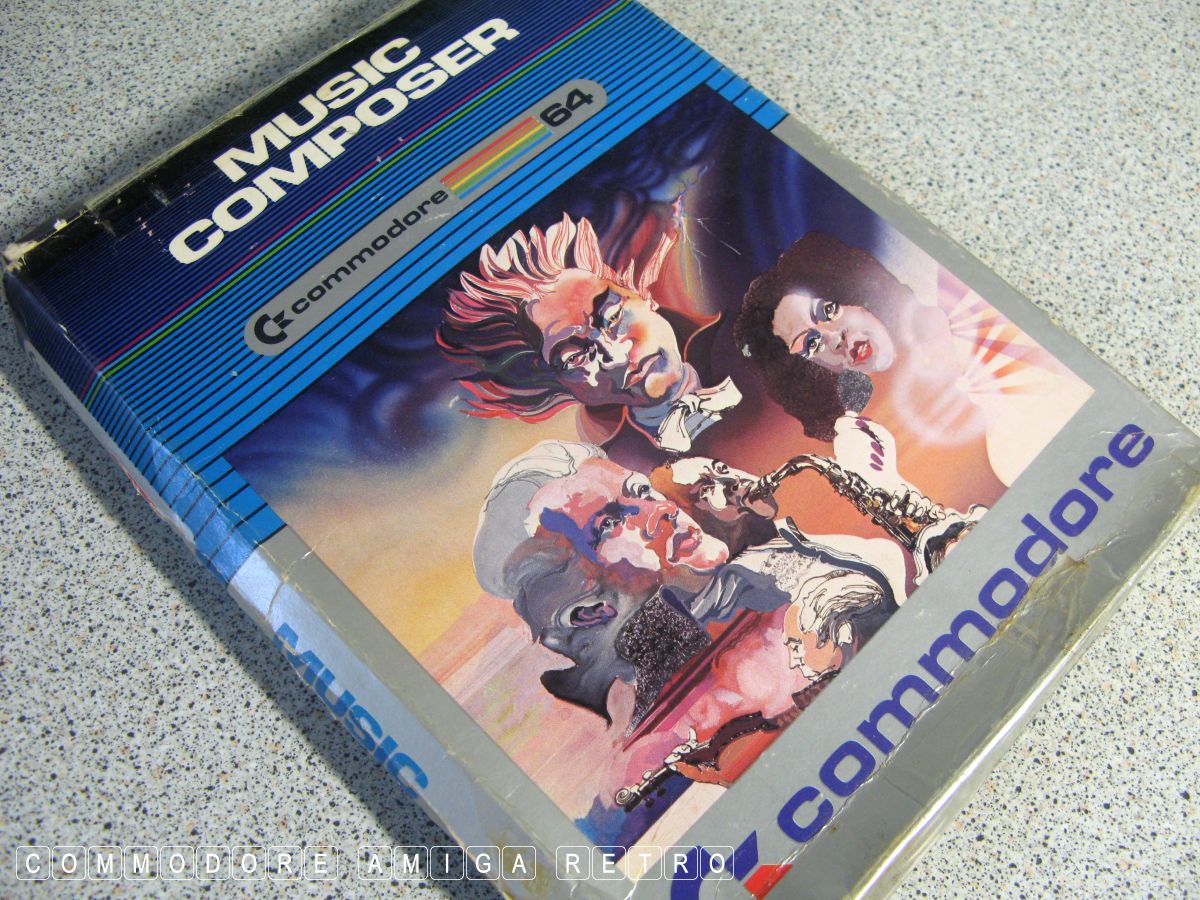 MUSIC
COMPOSER
commodore 64
commodore
MUSIC
COMMODORE AMIGA RETRO